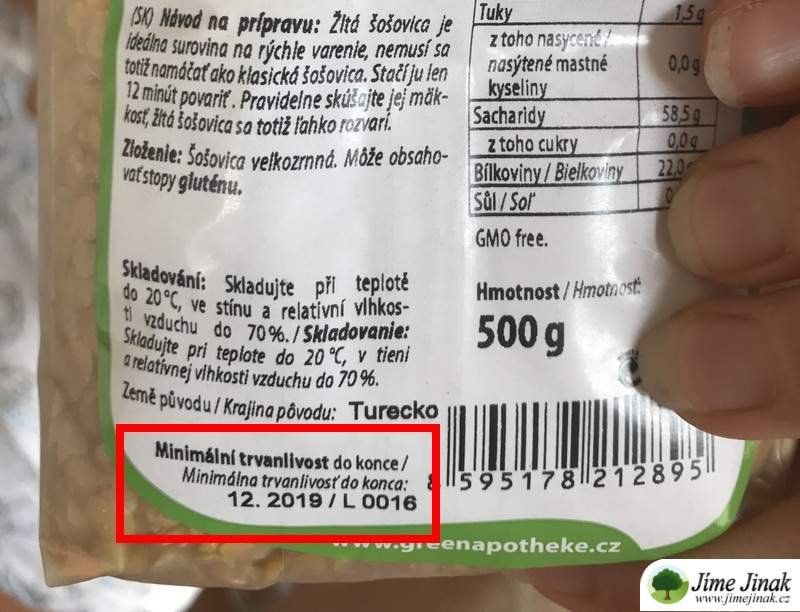 (SK) Návod na prípravu: Žltá šošovica je
ideálna surovina na rýchle varenie, nemusí sa
totiž namáčať ako klasická šošovica. Stačí ju len
12 minút povariť. Pravidelne skúšajte jej mäk-
kosť, žltá šošovica sa totiž ľahko rozvarí.
Zloženie: Šošovica veľkozrnná. Môže obsaho-
vať stopy gluténu.
Skladování: Skladujte při teplotě
do 20°C, ve stínu a relativní vlhkos-
ti vzduchu do 70%./Skladovanie:
Skladujte pri teplote do 20°C, v tieni
a relatívnej vlhkosti vzduchu do 70%.
Země původu / Krajina pôvodu: Turecko
Minimální trvanlivost do konce /
Minimálna trvanlivosť do konca:
12. 2019 / L 0016
Tuky 1,5g
z toho nasycené /
nasýtené mastné 0,0g
kyseliny
Sacharidy 58,5g
z toho cukry 0,0g
Bílkoviny / Bielkoviny 22,0
Sůl / Soľ
GMO free.
Hmotnost / Hmotnosť:
500 g
8 595178 212895
www.greenapotheke.cz
Jíme Jinak
www.jimejinak.cz